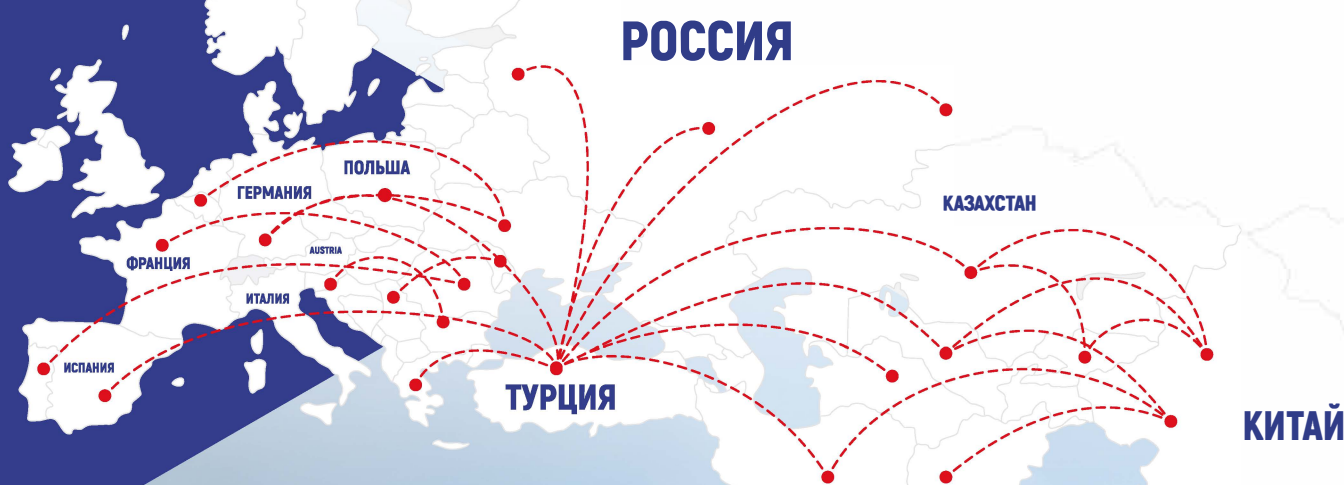 РОССИЯ
ПОЛЬША
ГЕРМАНИЯ
КАЗАХСТАН
AUSTRIA
ФРАНЦИЯ
ИТАЛИЯ
ИСПАНИЯ
ТУРЦИЯ
КИТАЙ